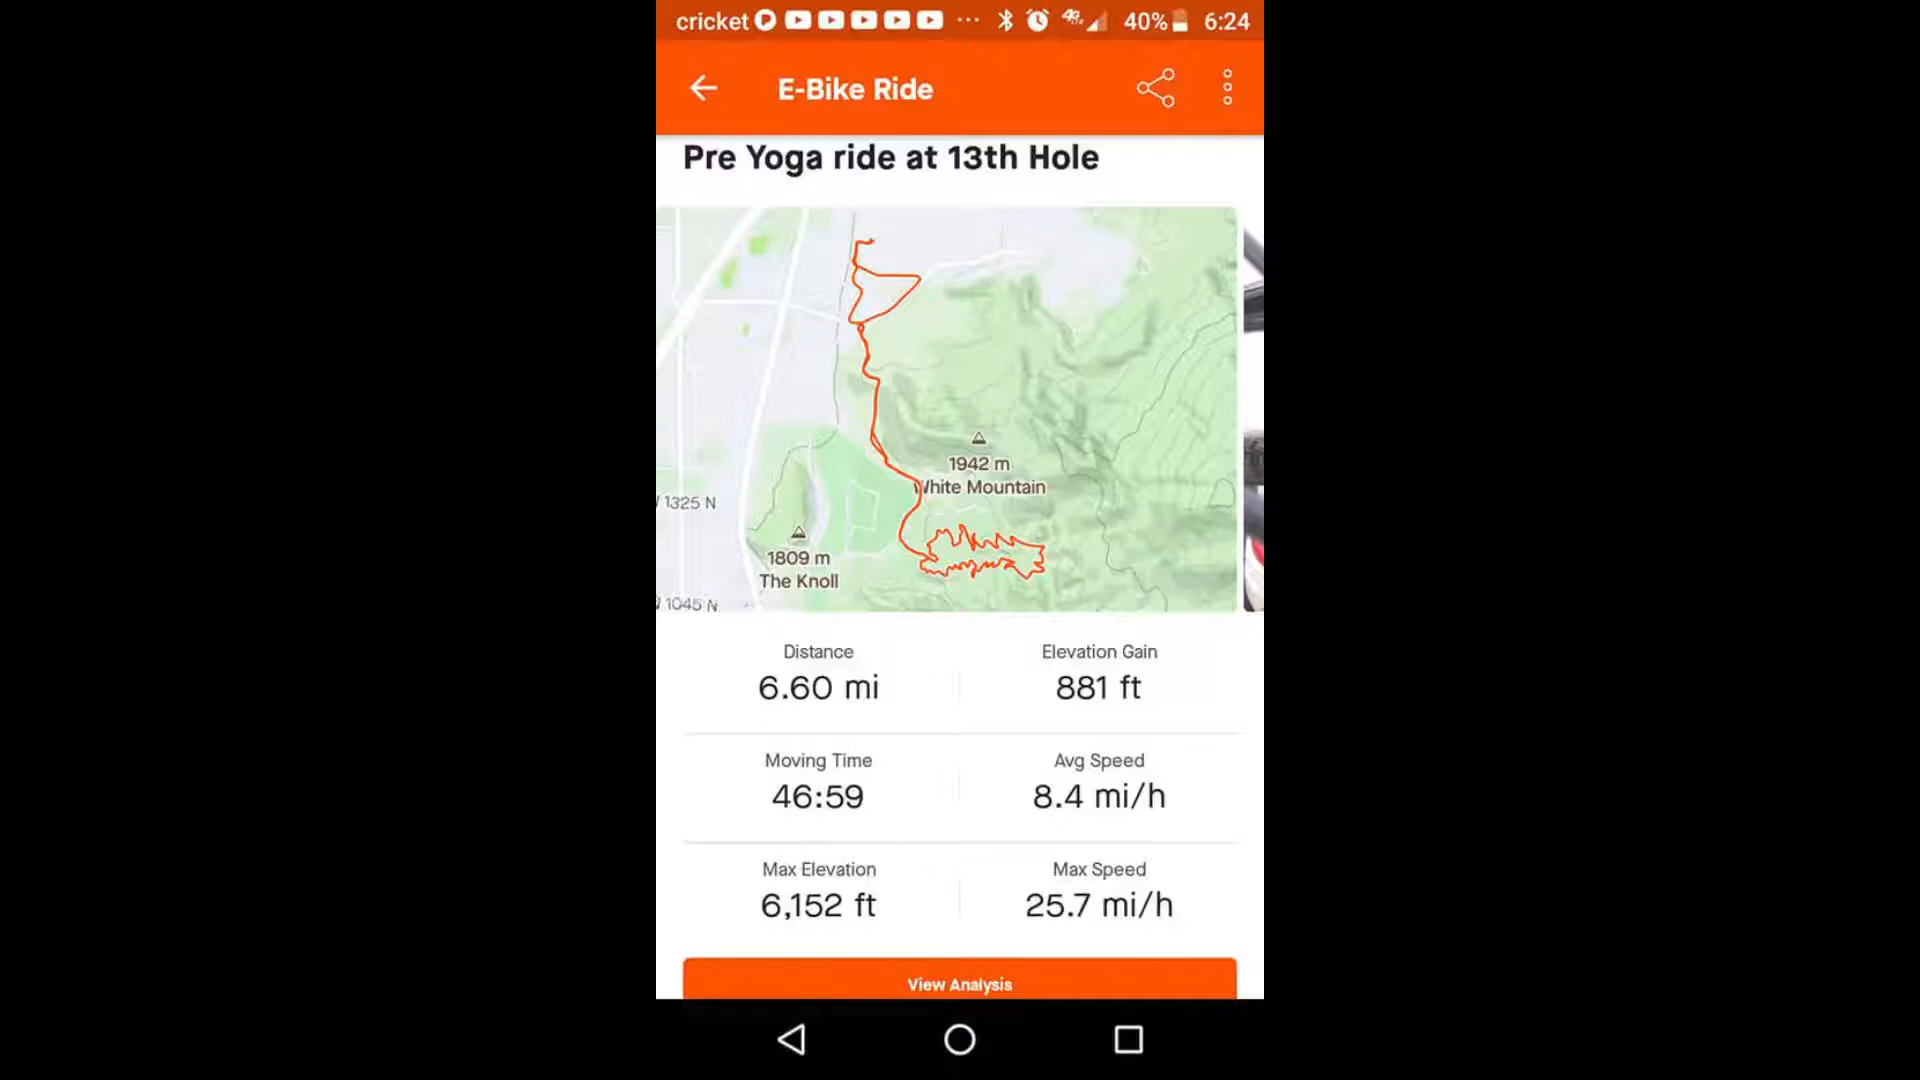 cricket 40% 6:24
E-Bike Ride
Pre Yoga ride at 13th Hole
1942 m
White Mountain
1325 N
1809 m
The Knoll
1045 N
Distance Elevation Gain
6.60 mi 881 ft
Moving Time Avg Speed
46:59 8.4 mi/h
Max Elevation Max Speed
6,152 ft 25.7 mi/h
View Analysis